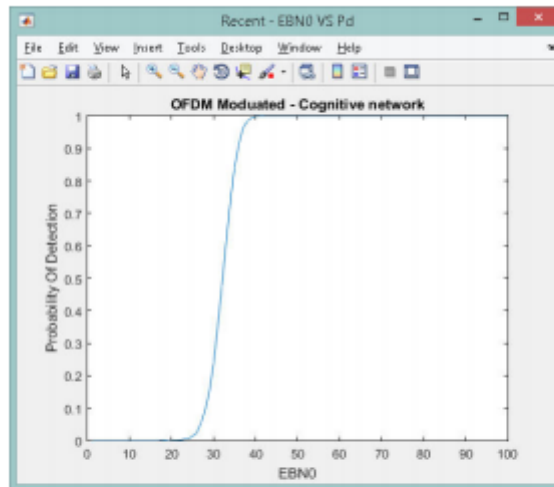 Recent - EBN0 VS Pd
File Edit View Insert Tools Desktop Window Help
OFDM Moduated - Cognitive network
1
0.9
0.8
0.7
0.6
0.5
0.4
0.3
0.2
0.1
0
Probability Of Detection
0 10 20 30 40 50 60 70 80 90 100
EBN0